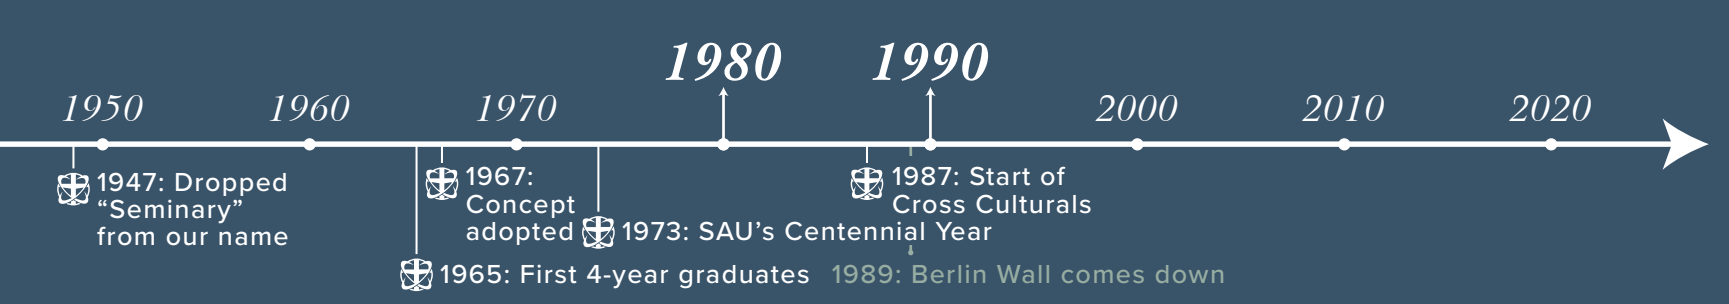 1980 1990
1950 1960 1970 2000 2010 2020
1947: Dropped
“Seminary”
from our name
1965: First 4-year graduates
1967:
Concept
adopted
1973: SAU’s Centennial Year
1987: Start of
Cross Culturals
1989: Berlin Wall comes down